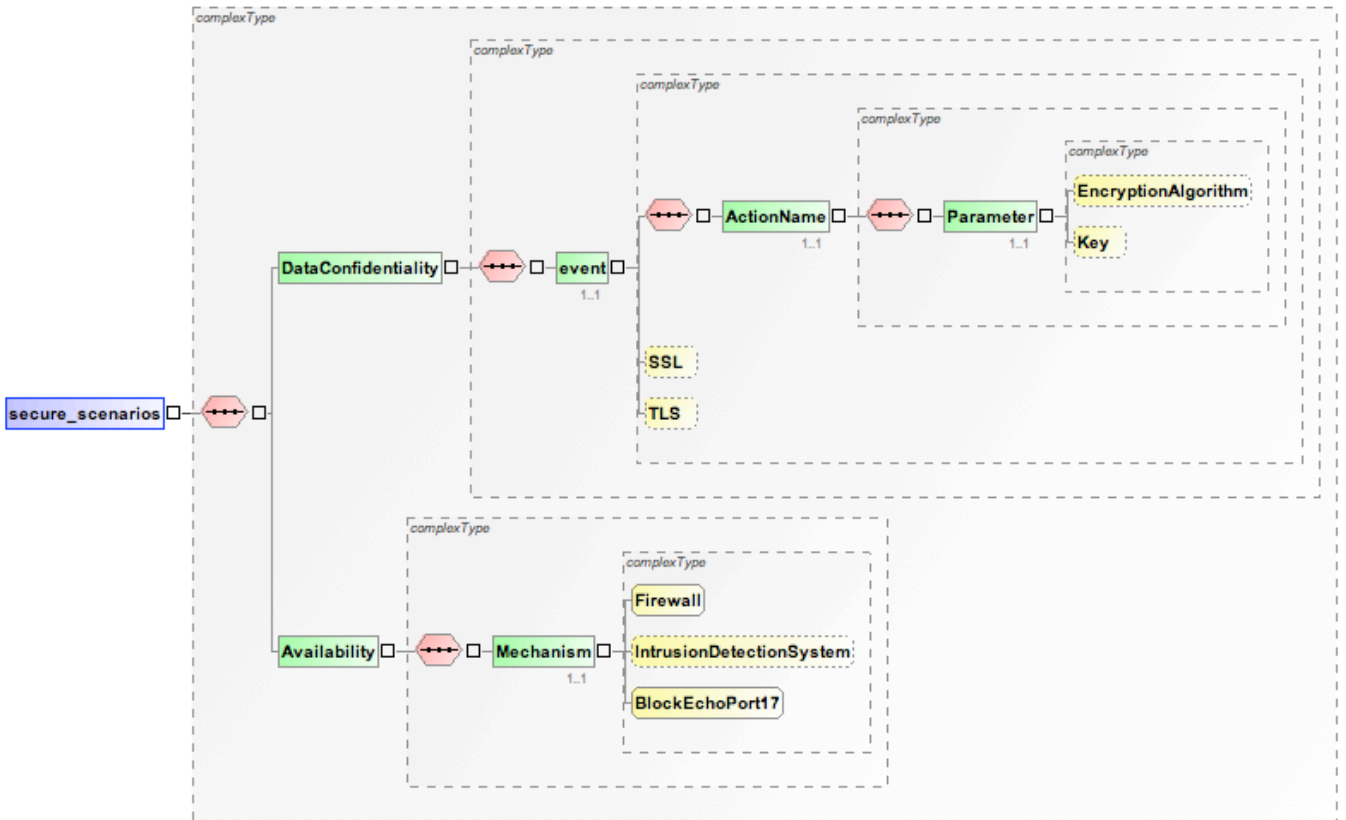 complexType
complexType
complexType
complexType
complexType
EncryptionAlgorithm
ActionName
Parameter
1..1
1..1
Key
DataConfidentiality
event
1..1
SSL
secure_scenarios
TLS
complexType
complexType
Firewall
Availability
Mechanism
IntrusionDetectionSystem
1..1
BlockEchoPort17